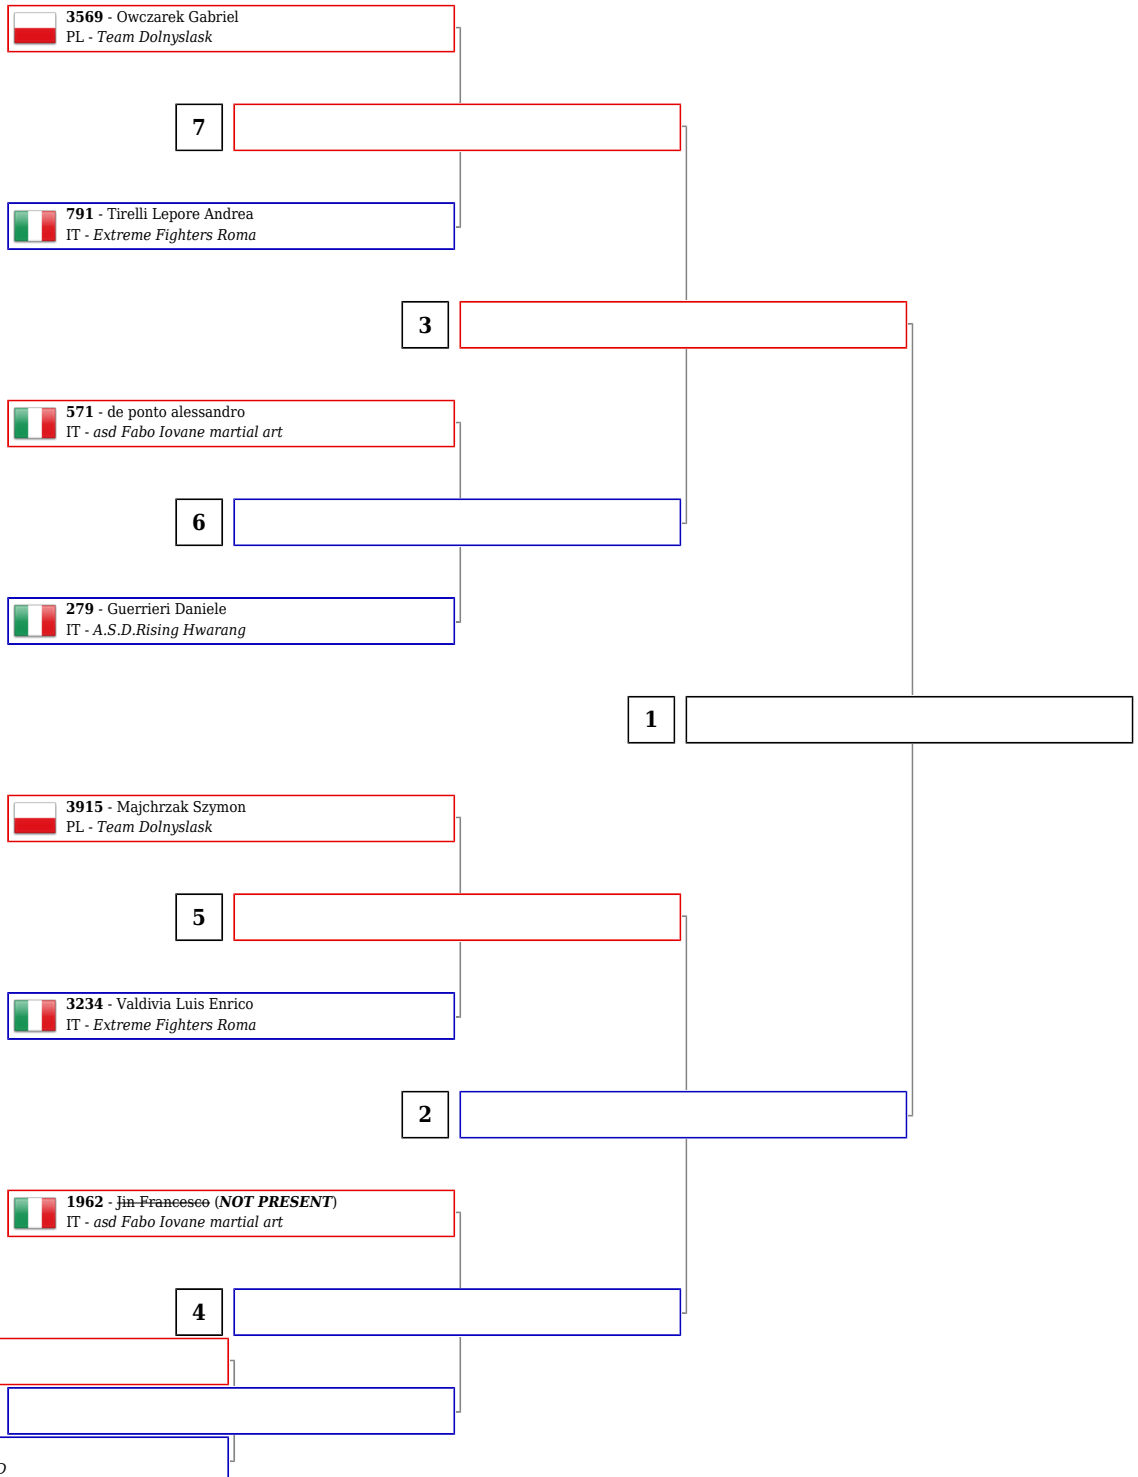 3569 - Owczarek Gabriel
PL - Team Dolnyslask
7
791 - Tirelli Lepore Andrea
IT - Extreme Fighters Roma
3
571 - de ponto alessandro
IT - asd Fabo Iovane martial art
6
279 - Guerrieri Daniele
IT - A.S.D.Rising Hwarang
1
3915 - Majchrzak Szymon
PL - Team Dolnyslask
5
3234 - Valdivia Luis Enrico
IT - Extreme Fighters Roma
2
1962 - Jin Francesco (NOT PRESENT)
IT - asd Fabo Iovane martial art
4